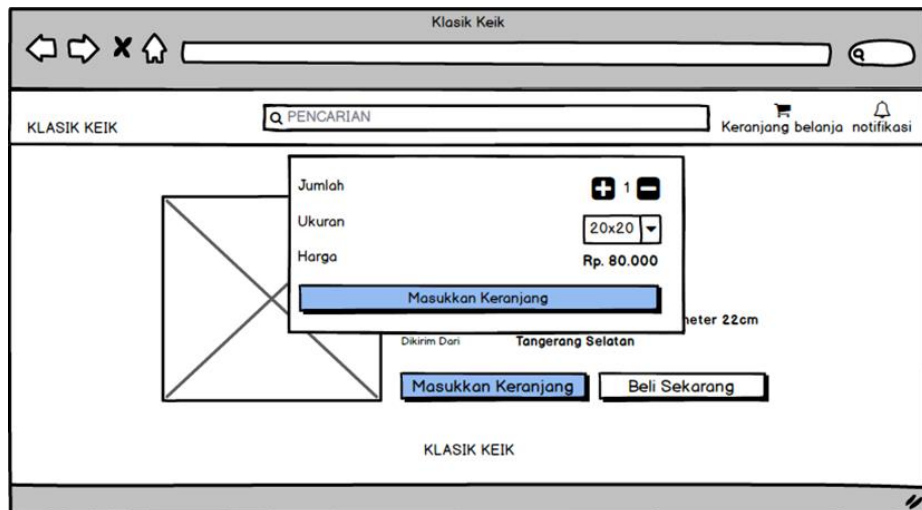 Klasik Keik
KLASIK KEIK
PENCARIAN
Keranjang belanja
notifikasi
Jumlah
1
Ukuran
20x20
Harga
Rp. 80.000
Masukkan Keranjang
22cm
Dikirim Dari
Tangerang Selatan
Masukkan Keranjang
Beli Sekarang
KLASIK KEIK